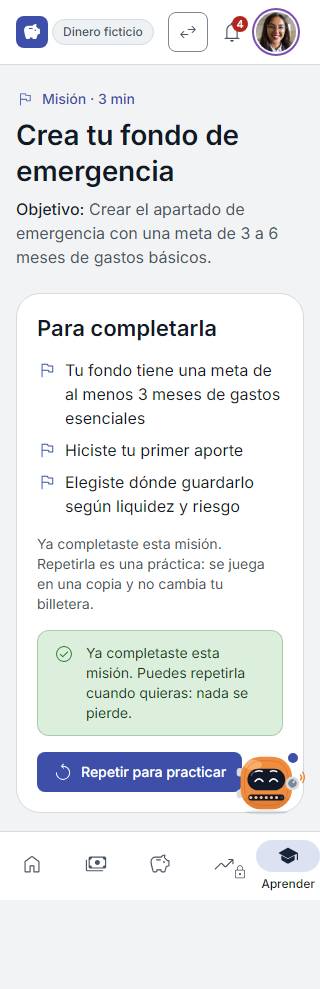 Dinero ficticio
4
Misión · 3 min
Crea tu fondo de
emergencia
Objetivo: Crear el apartado de
emergencia con una meta de 3 a 6
meses de gastos básicos.
Para completarla
Tu fondo tiene una meta de
al menos 3 meses de gastos
esenciales
Hiciste tu primer aporte
Elegiste dónde guardarlo
según liquidez y riesgo
Ya completaste esta misión.
Repetirla es una práctica: se juega
en una copia y no cambia tu
billetera.
Ya completaste esta
misión. Puedes repetirla
cuando quieras: nada se
pierde.
Repetir para practicar
Aprender